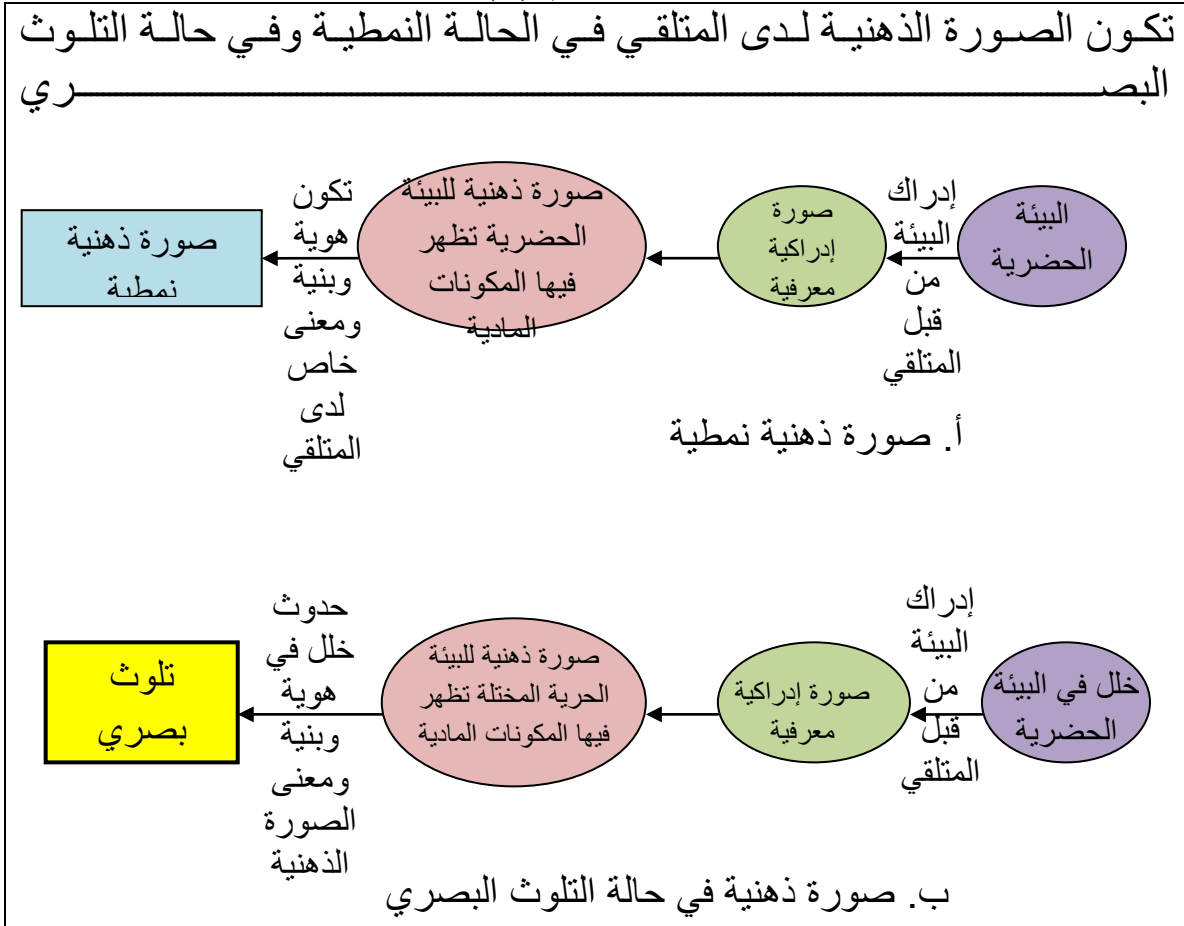 تكون الصورة الذهنية لدى المتلقي في الحالة النمطية وفي حالة التلوث
البصري
البيئة
الحضرية
إدراك
البيئة
من
قبل
المتلقي
صورة
إدراكية
معرفية
صورة ذهنية للبيئة
الحضرية تظهر
فيها المكونات
المادية
تكون
هوية
وبنية
ومعنى
خاص
لدى
المتلقي
صورة ذهنية
نمطية
أ. صورة ذهنية نمطية
خلل في البيئة
الحضرية
إدراك
البيئة
من
قبل
المتلقي
صورة إدراكية
معرفية
صورة ذهنية للبيئة
الحرية المختلة تظهر
فيها المكونات المادية
حدوث
خلل في
هوية
وبنية
ومعنى
الصورة
الذهنية
تلوث
بصري
ب. صورة ذهنية في حالة التلوث البصري